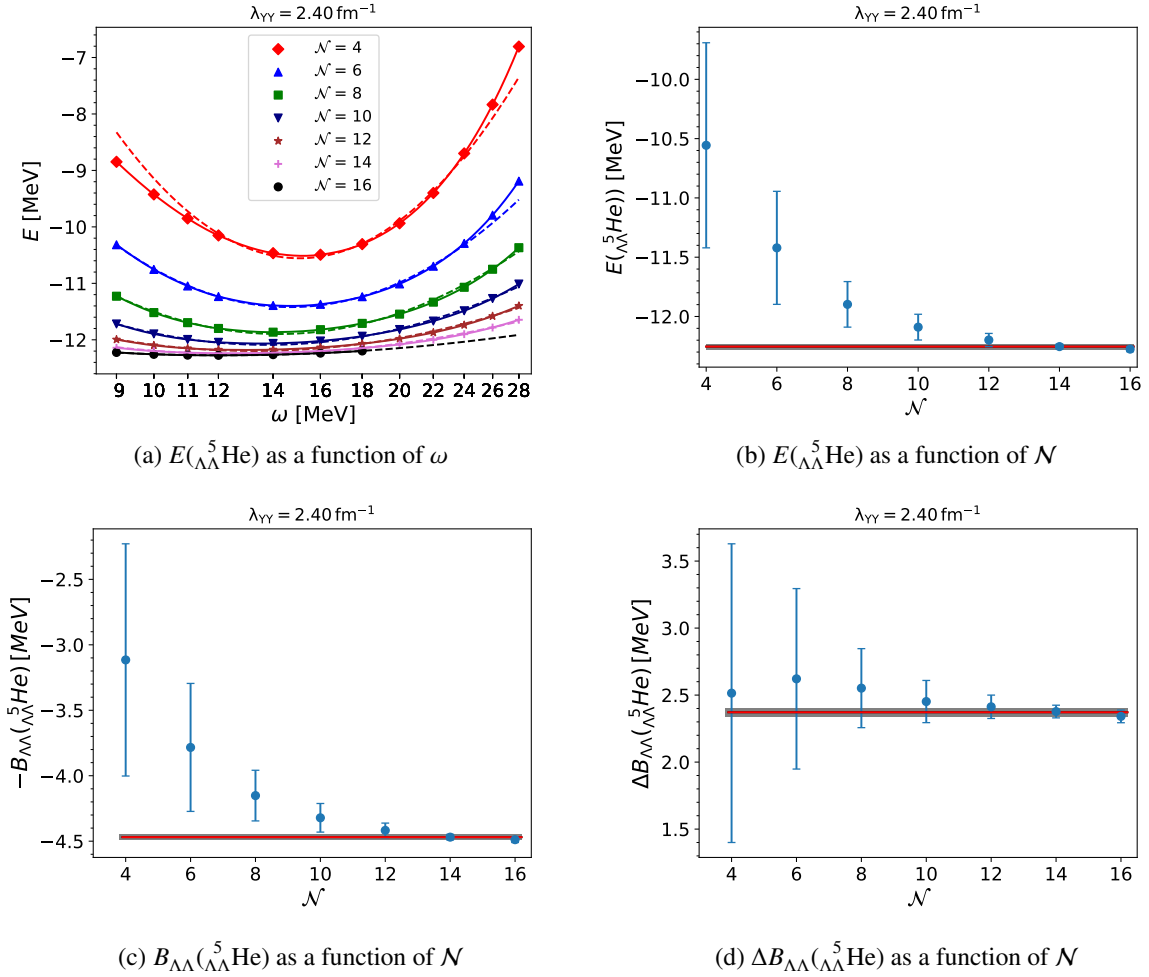 λYY = 2.40 fm⁻¹
E [MeV]
−7
−8
−9
−10
−11
−12
𝒩 = 4
𝒩 = 6
𝒩 = 8
𝒩 = 10
𝒩 = 12
𝒩 = 14
𝒩 = 16
9 10 11 12 14 16 18 20 22 24 26 28
ω [MeV]
(a) E(ΛΛ⁵He) as a function of ω
λYY = 2.40 fm⁻¹
E(ΛΛ⁵He)) [MeV]
−10.0
−10.5
−11.0
−11.5
−12.0
4 6 8 10 12 14 16
𝒩
(b) E(ΛΛ⁵He) as a function of 𝒩
λYY = 2.40 fm⁻¹
−BΛΛ(ΛΛ⁵He) [MeV]
−2.5
−3.0
−3.5
−4.0
−4.5
4 6 8 10 12 14 16
𝒩
(c) BΛΛ(ΛΛ⁵He) as a function of 𝒩
λYY = 2.40 fm⁻¹
ΔBΛΛ(ΛΛ⁵He) [MeV]
3.5
3.0
2.5
2.0
1.5
4 6 8 10 12 14 16
𝒩
(d) ΔBΛΛ(ΛΛ⁵He) as a function of 𝒩